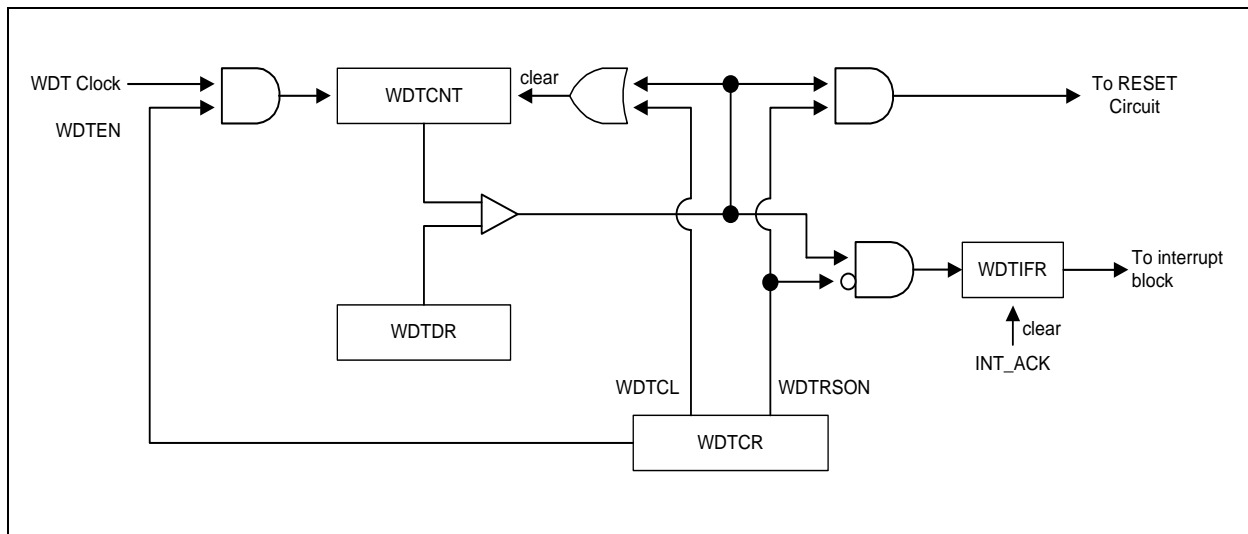 WDT Clock
WDTEN
WDTCNT
clear
To RESET
Circuit
WDTDR
WDTIFR
To interrupt
block
clear
INT_ACK
WDTCL
WDTRSON
WDTCR